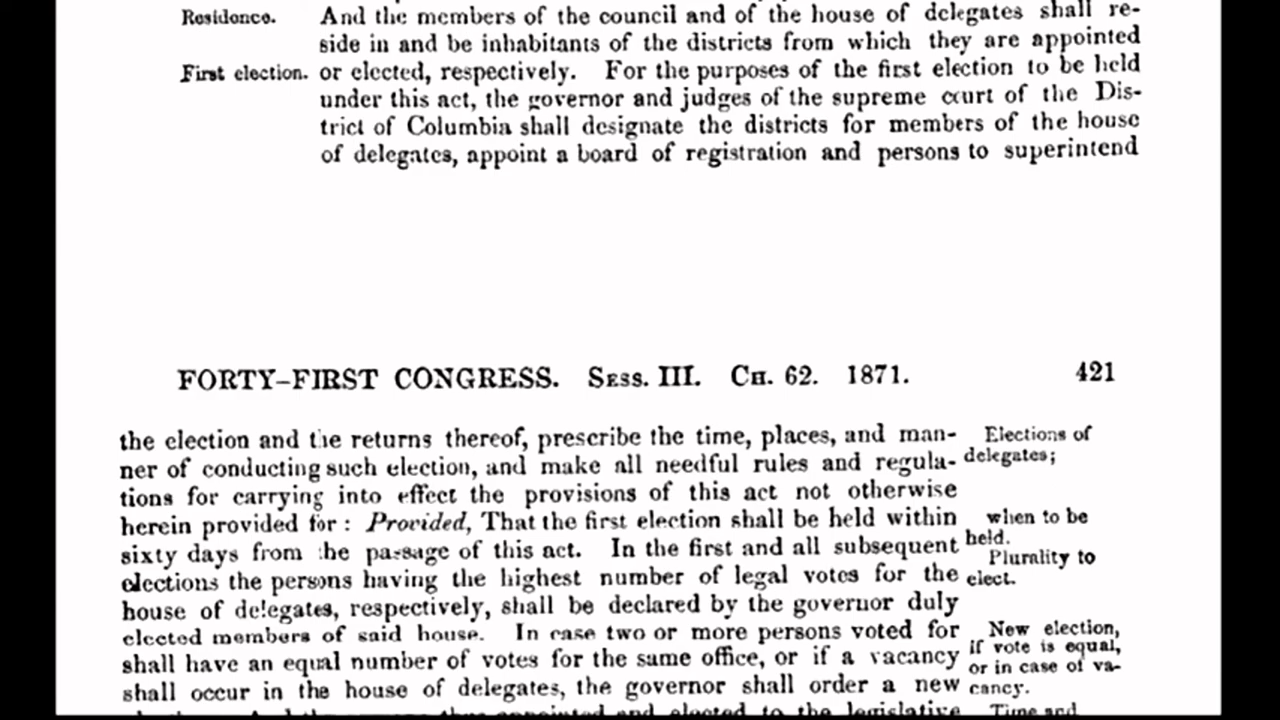 Residence. And the members of the council and of the house of delegates shall re-
side in and be inhabitants of the districts from which they are appointed
First election. or elected, respectively. For the purposes of the first election to be held
under this act, the governor and judges of the supreme court of the Dis-
trict of Columbia shall designate the districts for members of the house
of delegates, appoint a board of registration and persons to superintend
FORTY-FIRST CONGRESS. SESS. III. CH. 62. 1871. 421
the election and the returns thereof, prescribe the time, places, and man- Elections of
ner of conducting such election, and make all needful rules and regula- delegates;
tions for carrying into effect the provisions of this act not otherwise
herein provided for: Provided, That the first election shall be held within when to be
sixty days from the passage of this act. In the first and all subsequent held.
Plurality to
elections the persons having the highest number of legal votes for the elect.
house of delegates, respectively, shall be declared by the governor duly
elected members of said house. In case two or more persons voted for New election,
shall have an equal number of votes for the same office, or if a vacancy if vote is equal,
or in case of va-
shall occur in the house of delegates, the governor shall order a new cancy.
appointed and elected to the legislative Time and